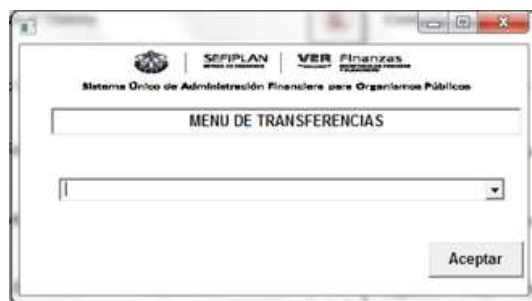 SEFIPLAN VER Finanzas
Sistema Único de Administración Financiera para Organismos Públicos
MENU DE TRANSFERENCIAS
Aceptar